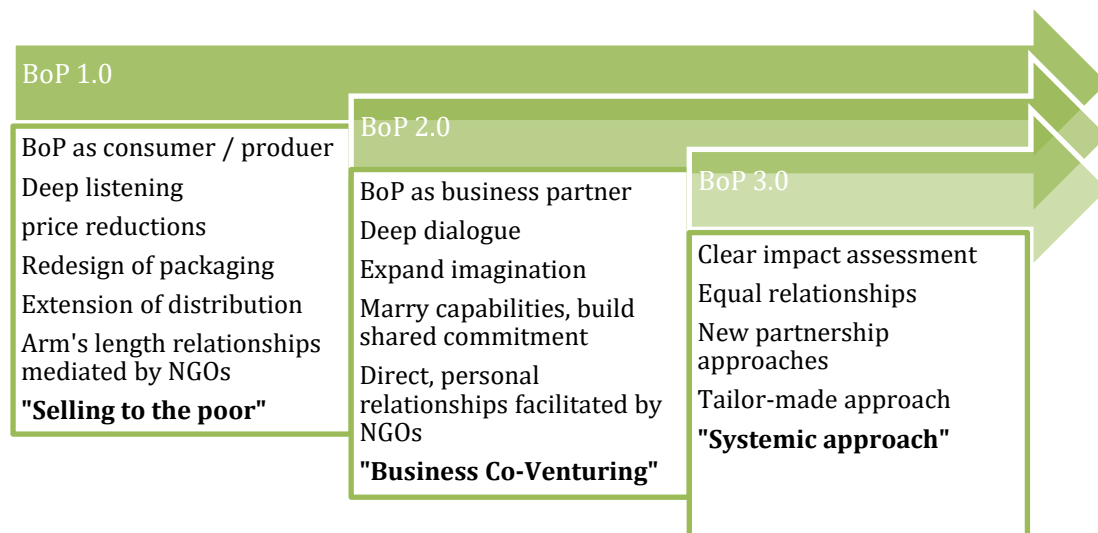 BoP 1.0
BoP as consumer / produer
Deep listening
price reductions
Redesign of packaging
Extension of distribution
Arm's length relationships
mediated by NGOs
"Selling to the poor"
BoP 2.0
BoP as business partner
Deep dialogue
Expand imagination
Marry capabilities, build
shared commitment
Direct, personal
relationships facilitated by
NGOs
"Business Co-Venturing"
BoP 3.0
Clear impact assessment
Equal relationships
New partnership
approaches
Tailor-made approach
"Systemic approach"